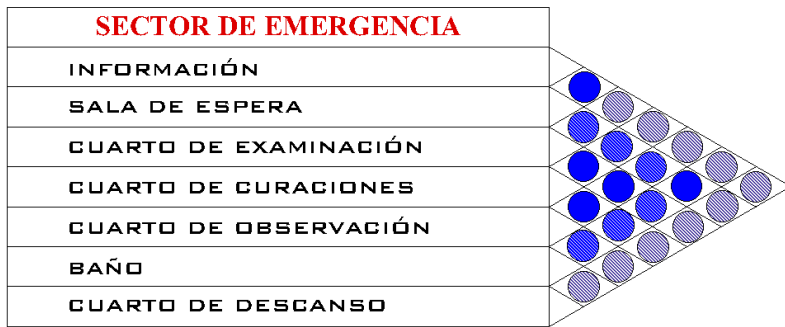 SECTOR DE EMERGENCIA
INFORMACIÓN
SALA DE ESPERA
CUARTO DE EXAMINACIÓN
CUARTO DE CURACIONES
CUARTO DE OBSERVACIÓN
BAÑO
CUARTO DE DESCANSO